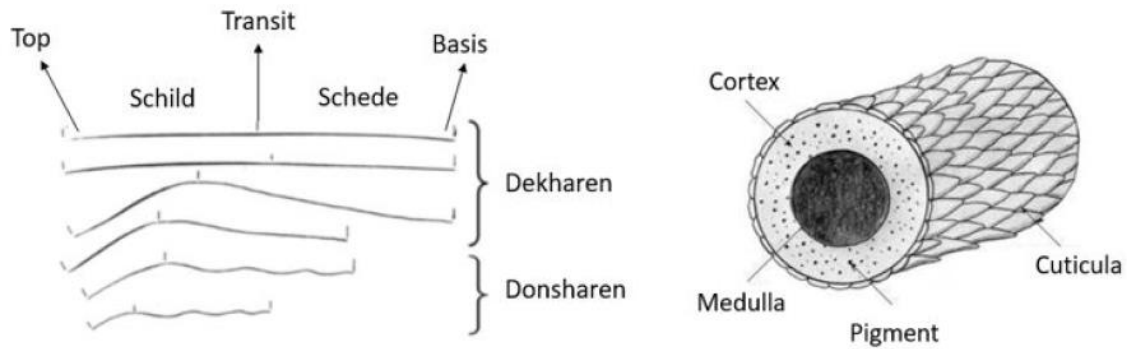 Top
Transit
Basis
Schild
Schede
Dekharen
Donsharen
Cortex
Medulla
Pigment
Cuticula